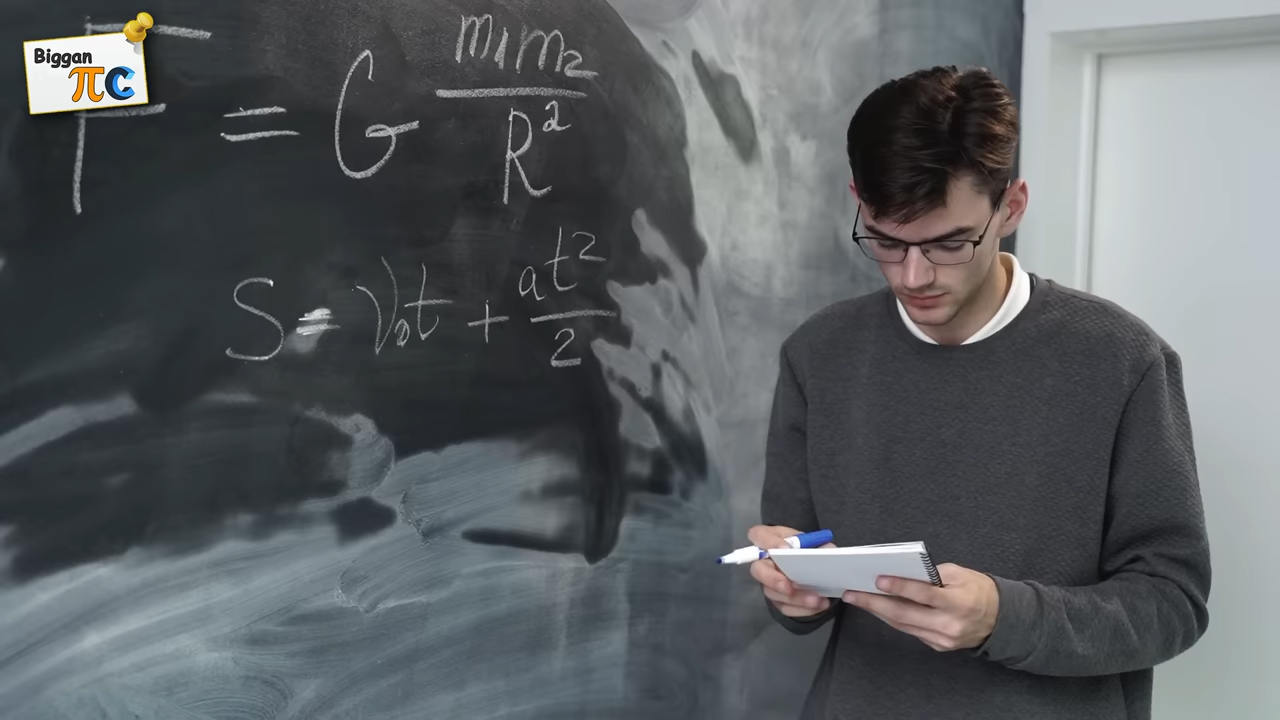 Biggan
πC
F = G m₁m₂ / R²
S = V₀t + at² / 2